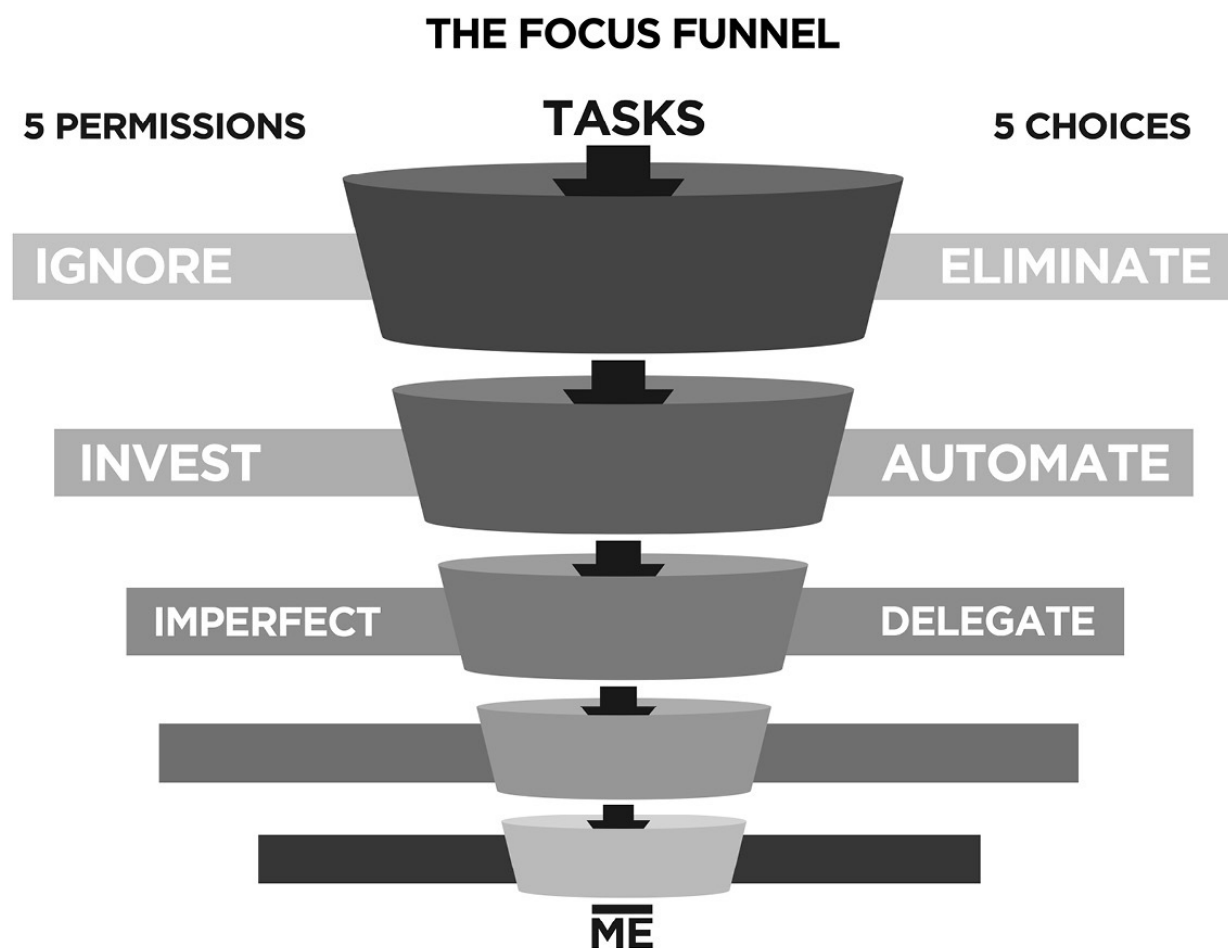 THE FOCUS FUNNEL
5 PERMISSIONS
TASKS
5 CHOICES
IGNORE
ELIMINATE
INVEST
AUTOMATE
IMPERFECT
DELEGATE
ME